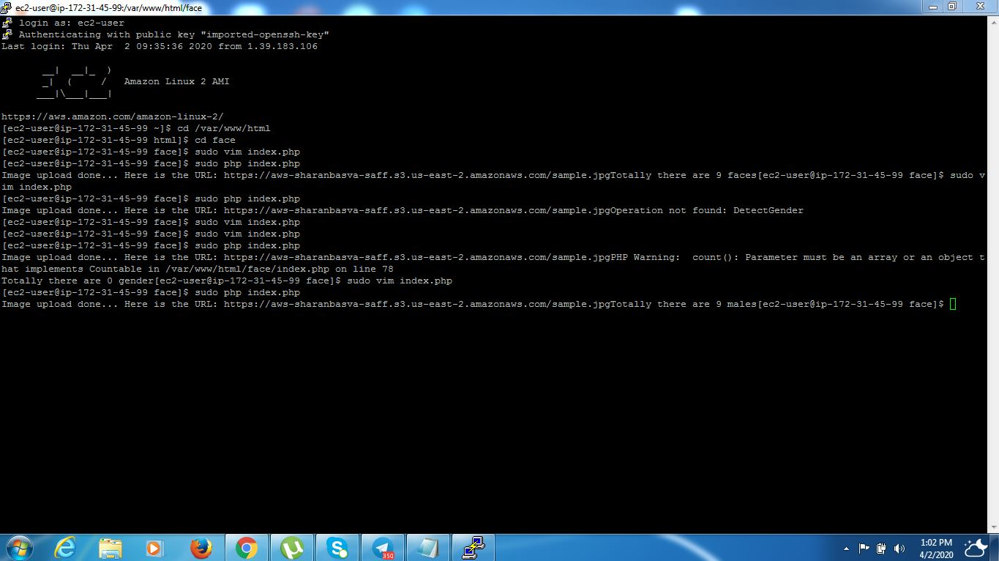 ec2-user@ip-172-31-45-99:/var/www/html/face
login as: ec2-user
Authenticating with public key "imported-openssh-key"
Last login: Thu Apr  2 09:35:36 2020 from 1.39.183.106
       __|  __|_  )
       _|  (     /   Amazon Linux 2 AMI
      ___|\___|___|
https://aws.amazon.com/amazon-linux-2/
[ec2-user@ip-172-31-45-99 ~]$ cd /var/www/html
[ec2-user@ip-172-31-45-99 html]$ cd face
[ec2-user@ip-172-31-45-99 face]$ sudo vim index.php
[ec2-user@ip-172-31-45-99 face]$ sudo php index.php
Image upload done... Here is the URL: https://aws-sharanbasva-saff.s3.us-east-2.amazonaws.com/sample.jpgTotally there are 9 faces[ec2-user@ip-172-31-45-99 face]$ sudo v
im index.php
[ec2-user@ip-172-31-45-99 face]$ sudo php index.php
Image upload done... Here is the URL: https://aws-sharanbasva-saff.s3.us-east-2.amazonaws.com/sample.jpgOperation not found: DetectGender
[ec2-user@ip-172-31-45-99 face]$ sudo vim index.php
[ec2-user@ip-172-31-45-99 face]$ sudo vim index.php
[ec2-user@ip-172-31-45-99 face]$ sudo php index.php
Image upload done... Here is the URL: https://aws-sharanbasva-saff.s3.us-east-2.amazonaws.com/sample.jpgPHP Warning:  count(): Parameter must be an array or an object t
hat implements Countable in /var/www/html/face/index.php on line 78
Totally there are 0 gender[ec2-user@ip-172-31-45-99 face]$ sudo vim index.php
[ec2-user@ip-172-31-45-99 face]$ sudo php index.php
Image upload done... Here is the URL: https://aws-sharanbasva-saff.s3.us-east-2.amazonaws.com/sample.jpgTotally there are 9 males[ec2-user@ip-172-31-45-99 face]$
350
1:02 PM
4/2/2020